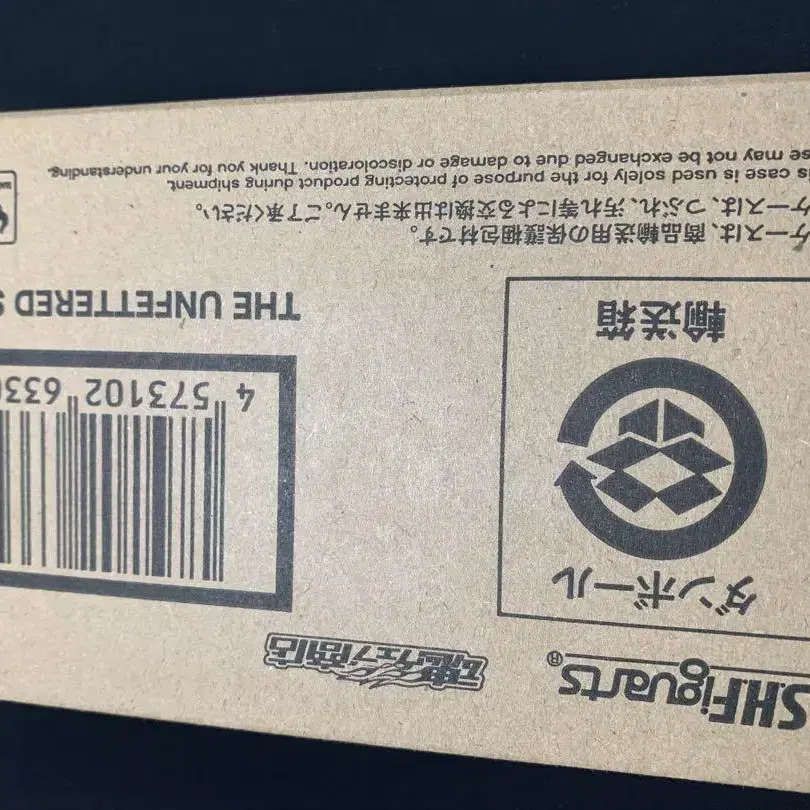 S.H.Figuarts®
魂ウェブ商店
ダンボール
輸送箱
4 573102 633
THE UNFETTERED
ケースは、商品輸送用の保護梱包材です。
ケースは、つぶれ、汚れ等による交換は出来ません。ご了承ください。
case is used solely for the purpose of protecting product during shipment.
may not be exchanged due to damage or discoloration. Thank you for your understanding.